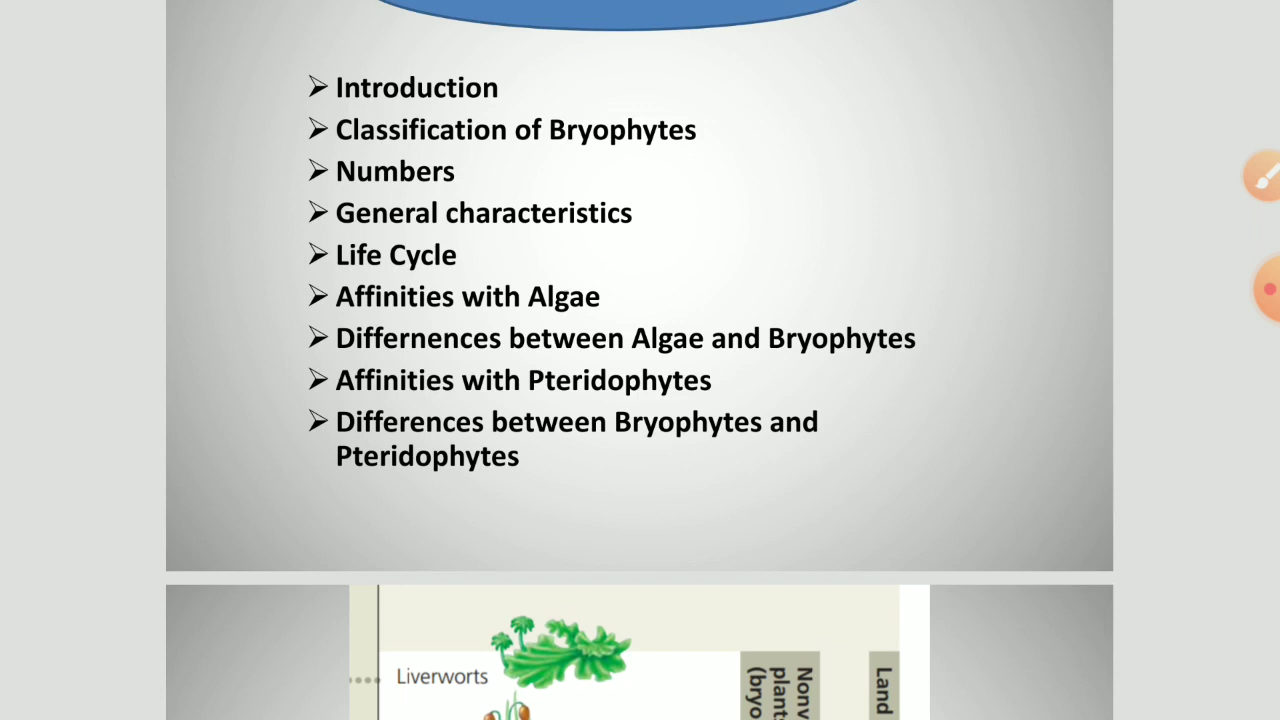 Introduction
Classification of Bryophytes
Numbers
General characteristics
Life Cycle
Affinities with Algae
Differnences between Algae and Bryophytes
Affinities with Pteridophytes
Differences between Bryophytes and
Pteridophytes
Liverworts
Land